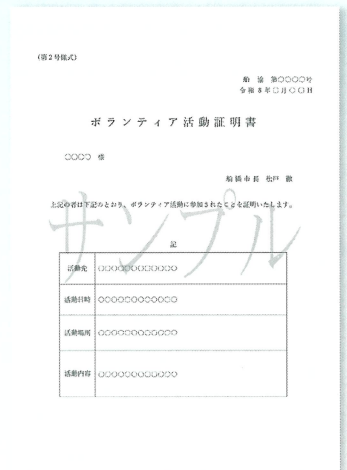 (第2号様式)
船 協 第○○○○号
令和3年○月○○日
ボランティア活動証明書
○○○○ 様
船橋市長 松戸 徹
上記の者は下記のとおり、ボランティア活動に参加されたことを証明いたします。
サンプル
記
活動先 ○○○○○○○○○○○○
活動日時 ○○○○○○○○○○○○
活動場所 ○○○○○○○○○○○○
活動内容 ○○○○○○○○○○○○